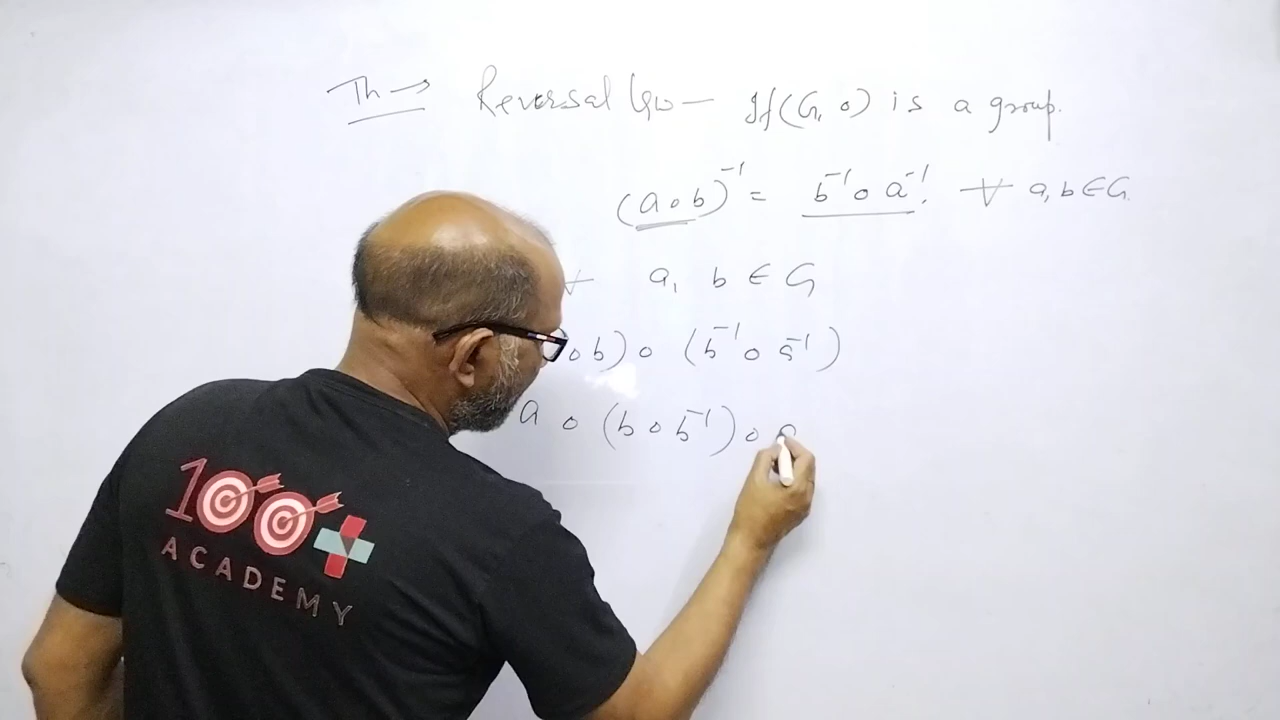 Th → Reversal law — If (G, o) is a group.
(a o b)⁻¹ = b⁻¹ o a⁻¹. ∀ a, b ∈ G.
∀ a, b ∈ G
o b) o (b⁻¹ o a⁻¹)
a o (b o b⁻¹) o a
100+
ACADEMY